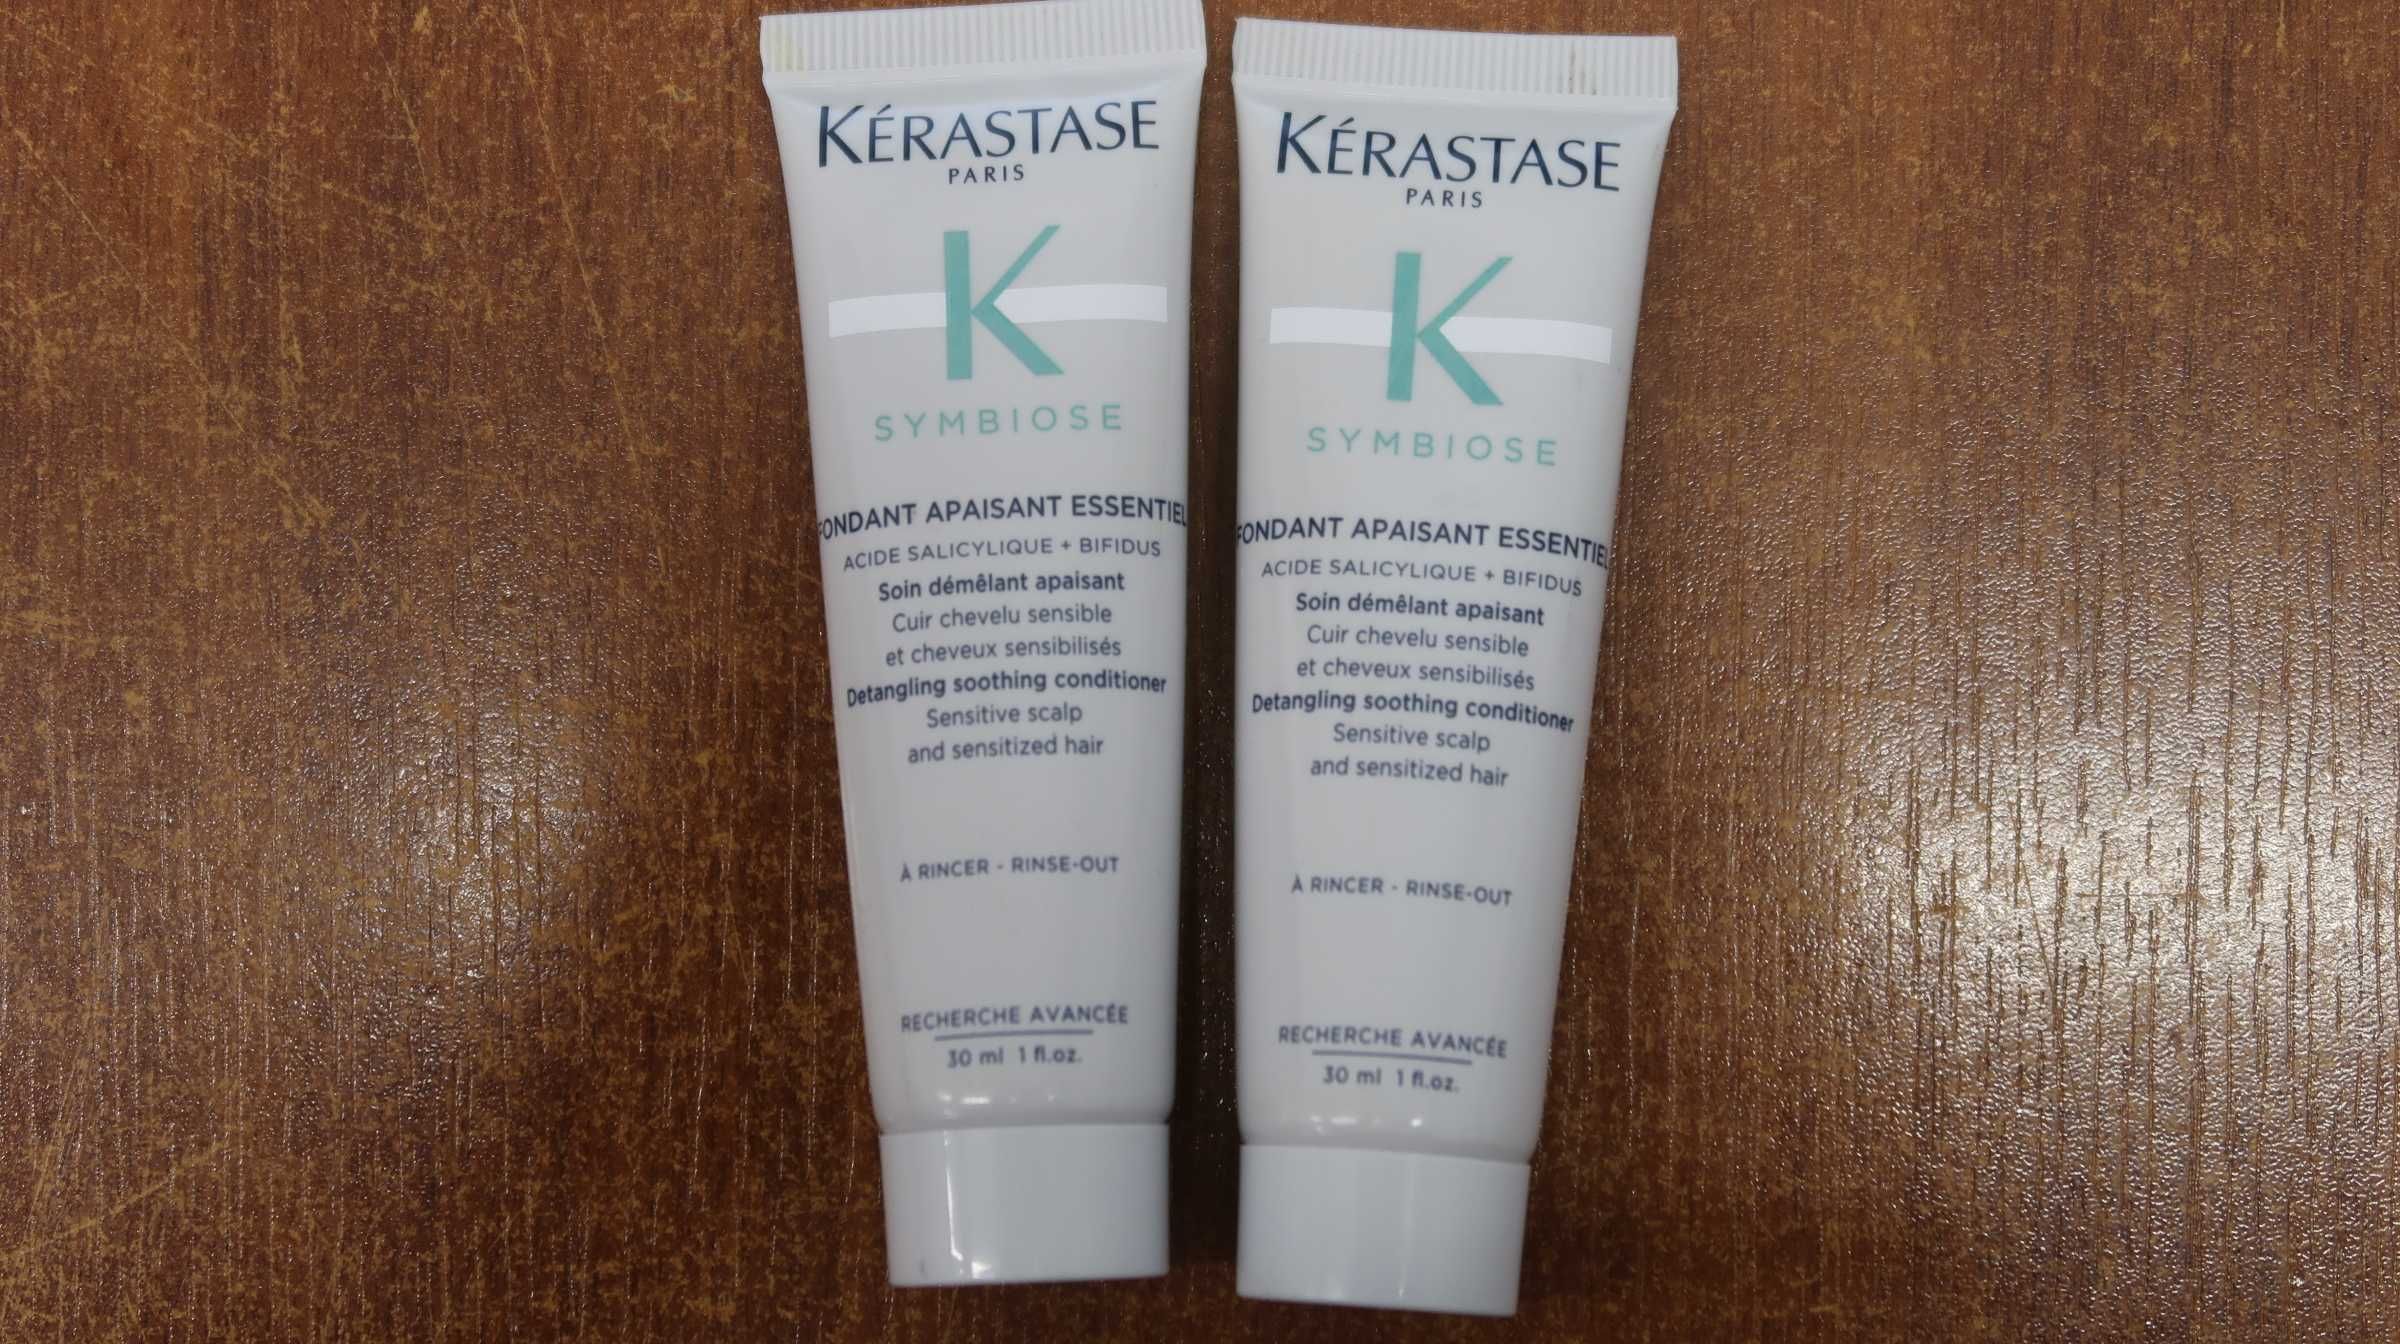 KÉRASTASE
PARIS
K
SYMBIOSE
FONDANT APAISANT ESSENTIEL
ACIDE SALICYLIQUE + BIFIDUS
Soin démêlant apaisant
Cuir chevelu sensible
et cheveux sensibilisés
Detangling soothing conditioner
Sensitive scalp
and sensitized hair
À RINCER - RINSE-OUT
RECHERCHE AVANCÉE
30 ml 1 fl.oz.
KÉRASTASE
PARIS
K
SYMBIOSE
FONDANT APAISANT ESSENTIEL
ACIDE SALICYLIQUE + BIFIDUS
Soin démêlant apaisant
Cuir chevelu sensible
et cheveux sensibilisés
Detangling soothing conditioner
Sensitive scalp
and sensitized hair
À RINCER - RINSE-OUT
RECHERCHE AVANCÉE
30 ml 1 fl.oz.